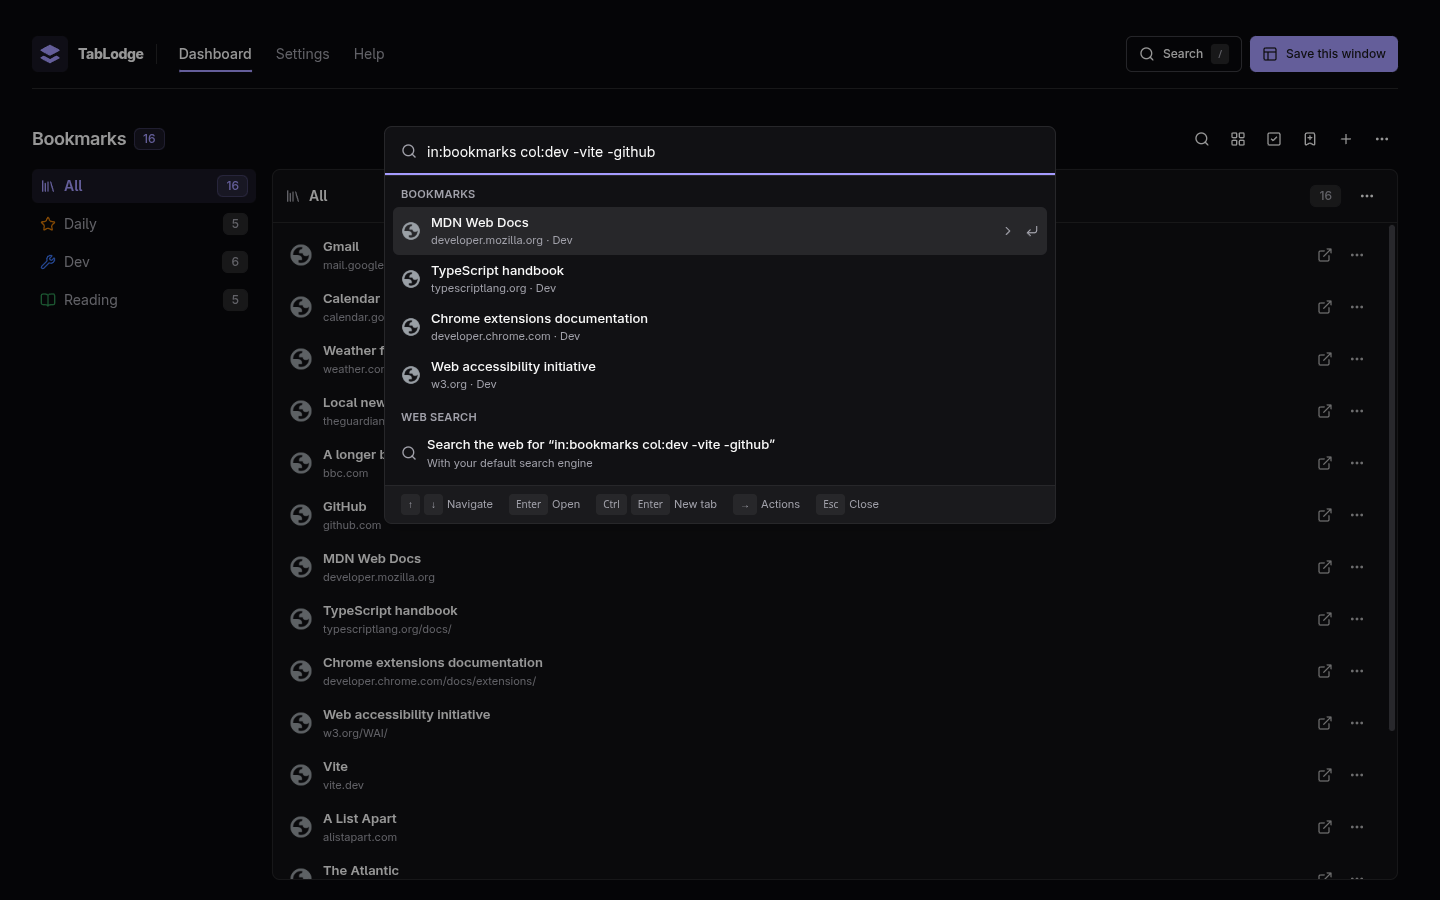 TabLodge
Dashboard
Settings
Help
Search /
Save this window
Bookmarks 16
All 16
Daily 5
Dev 6
Reading 5
All 16
in:bookmarks col:dev -vite -github
BOOKMARKS
MDN Web Docs
developer.mozilla.org · Dev
TypeScript handbook
typescriptlang.org · Dev
Chrome extensions documentation
developer.chrome.com · Dev
Web accessibility initiative
w3.org · Dev
WEB SEARCH
Search the web for “in:bookmarks col:dev -vite -github”
With your default search engine
↑ ↓ Navigate Enter Open Ctrl Enter New tab → Actions Esc Close
Gmail
mail.google
Calendar
calendar.go
Weather f
weather.co
Local new
theguardian
A longer
bbc.com
GitHub
github.com
MDN Web Docs
developer.mozilla.org
TypeScript handbook
typescriptlang.org/docs/
Chrome extensions documentation
developer.chrome.com/docs/extensions/
Web accessibility initiative
w3.org/WAI/
Vite
vite.dev
A List Apart
alistapart.com
The Atlantic